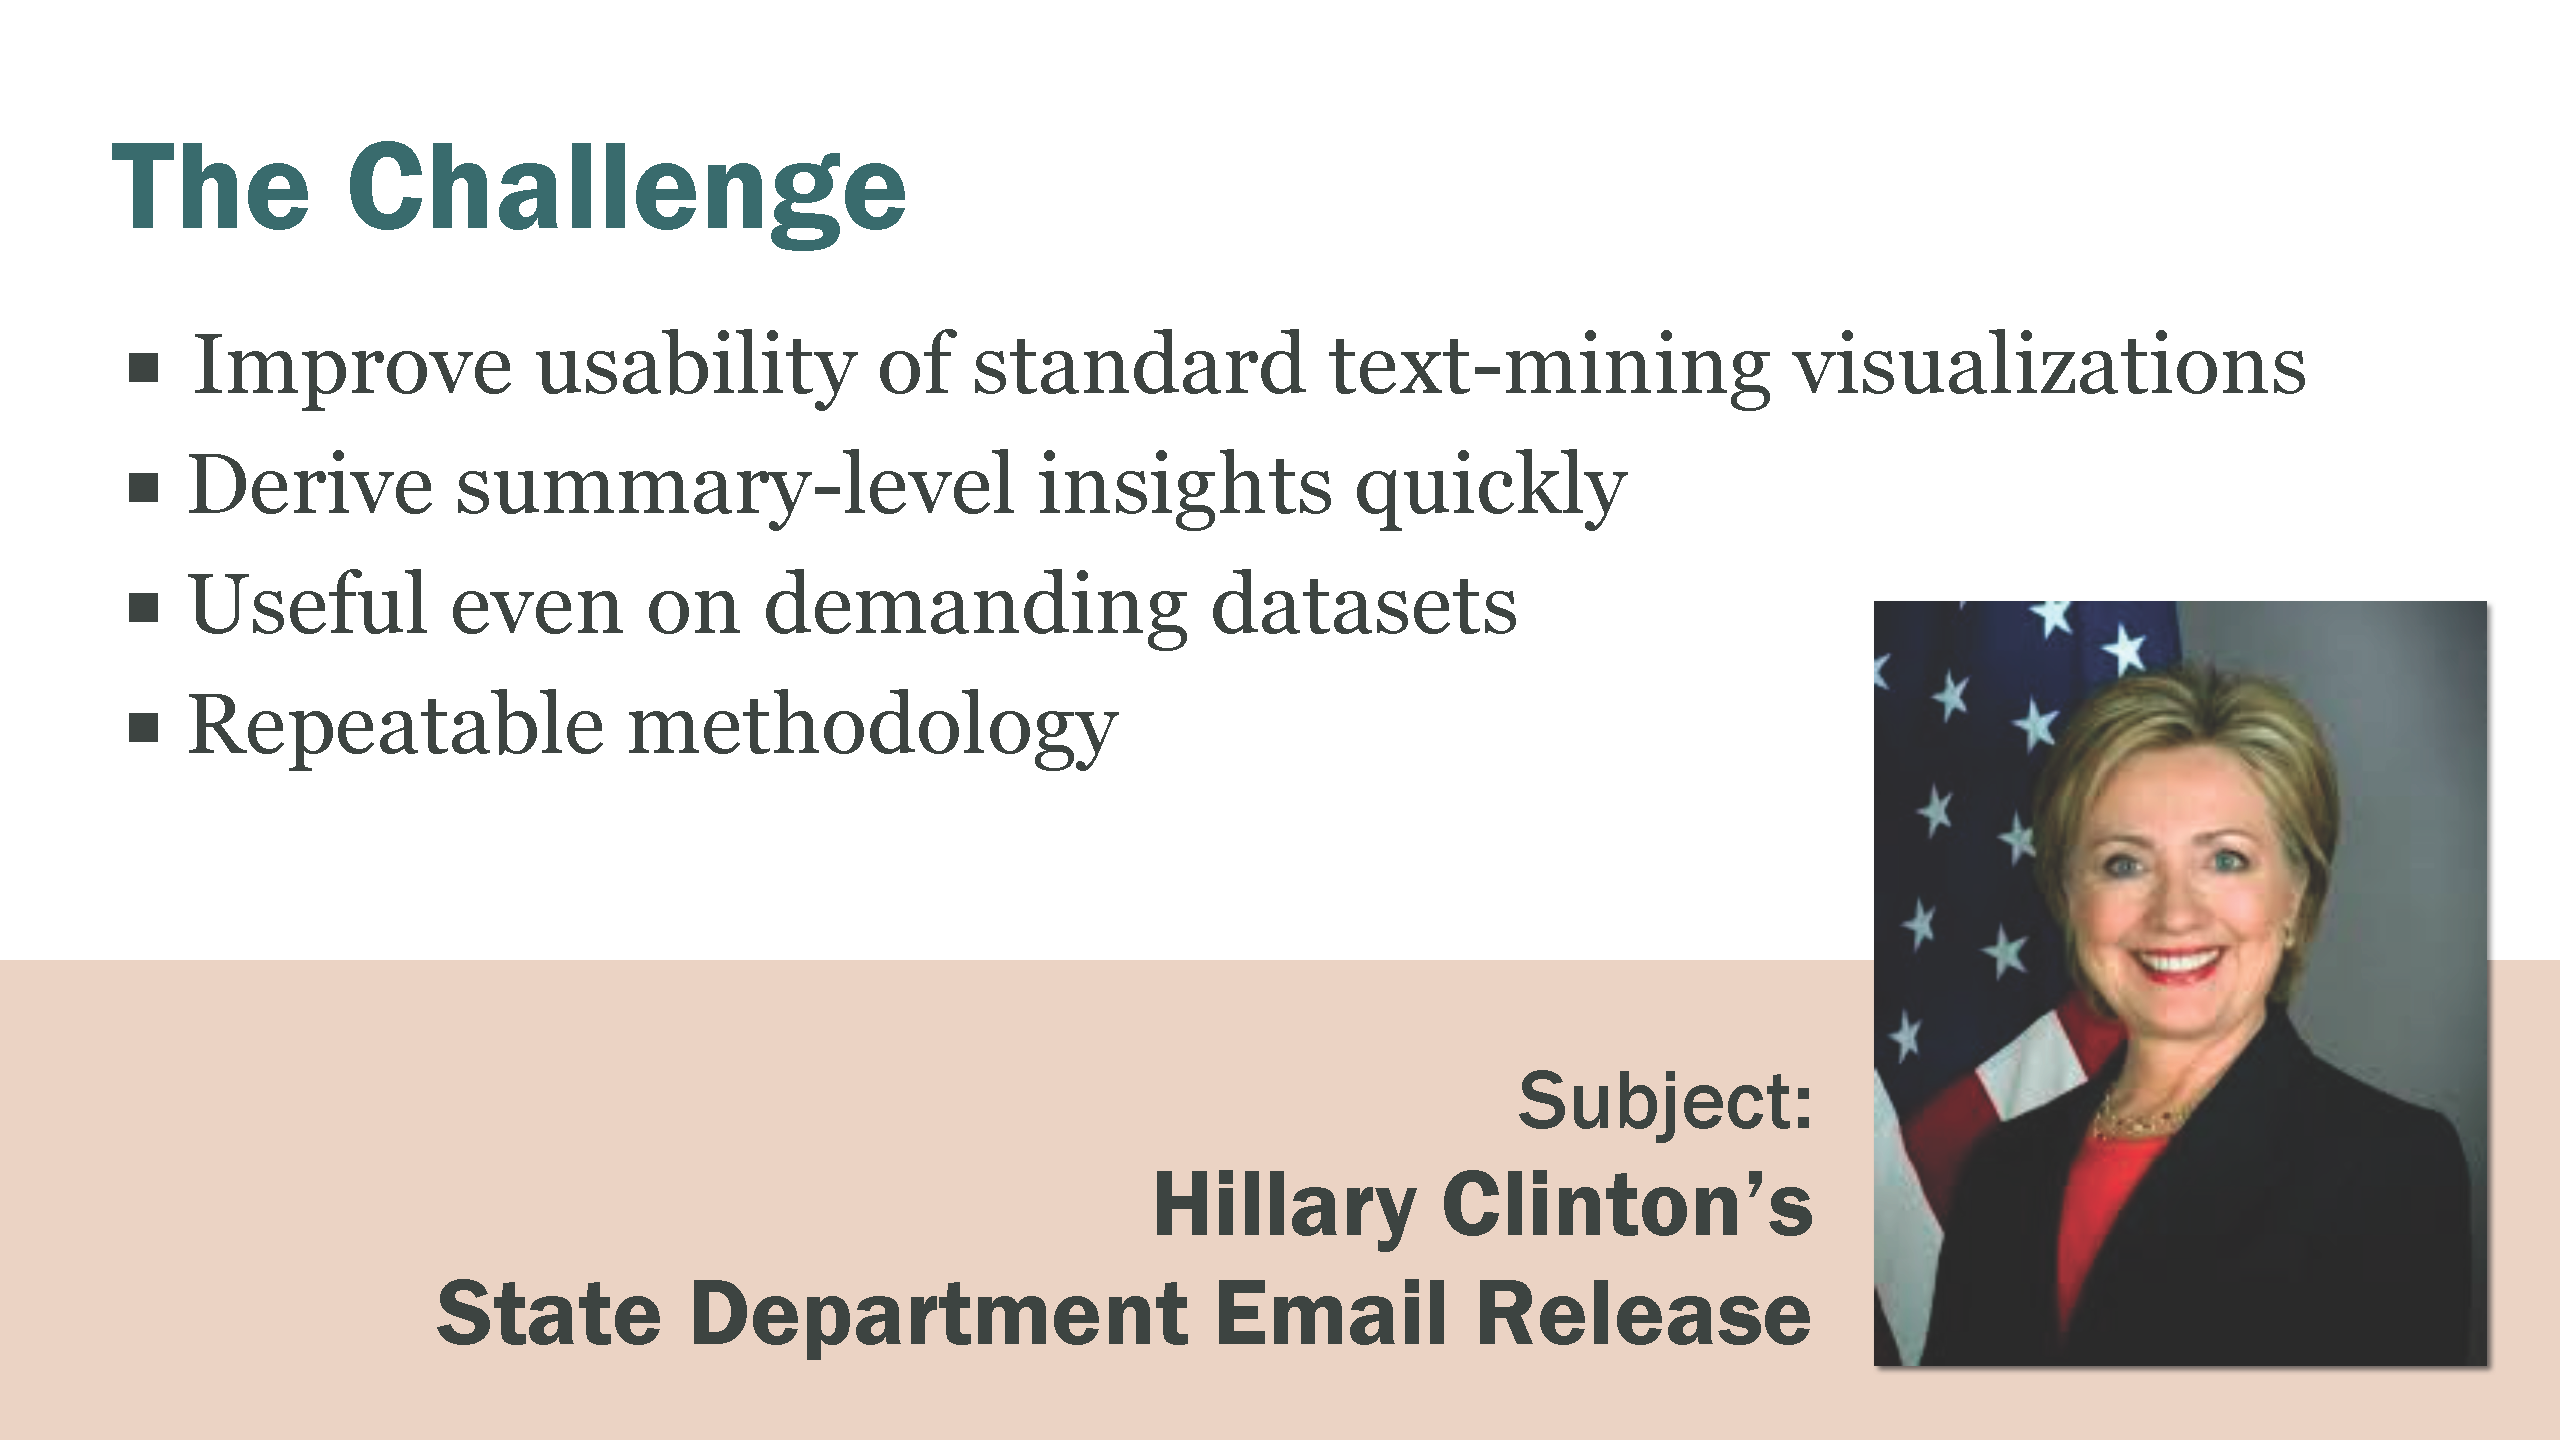 The Challenge
▪ Improve usability of standard text-mining visualizations
▪ Derive summary-level insights quickly
▪ Useful even on demanding datasets
▪ Repeatable methodology
Subject:
Hillary Clinton’s
State Department Email Release